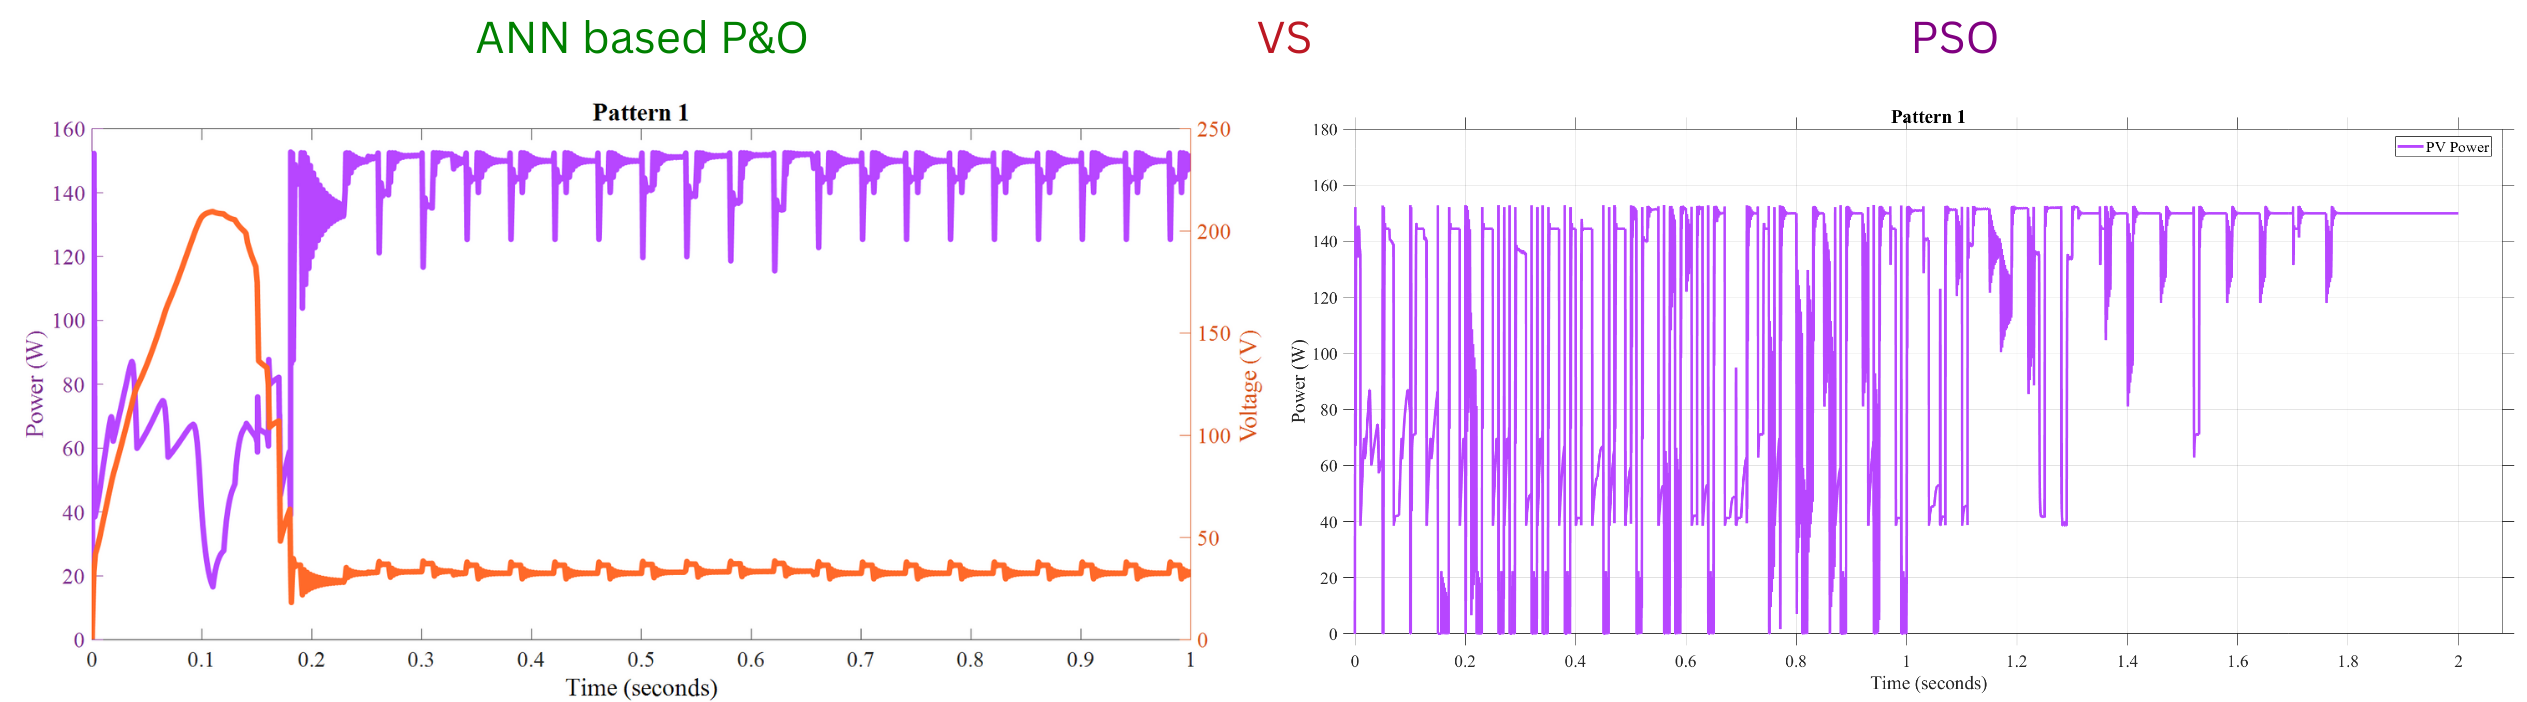 ANN based P&O
VS
PSO
Pattern 1
160
140
120
100
80
60
40
20
0
Power (W)
250
200
150
100
50
0
Voltage (V)
0 0.1 0.2 0.3 0.4 0.5 0.6 0.7 0.8 0.9 1
Time (seconds)
Pattern 1
PV Power
180
160
140
120
100
80
60
40
20
0
Power (W)
0 0.2 0.4 0.6 0.8 1 1.2 1.4 1.6 1.8 2
Time (seconds)